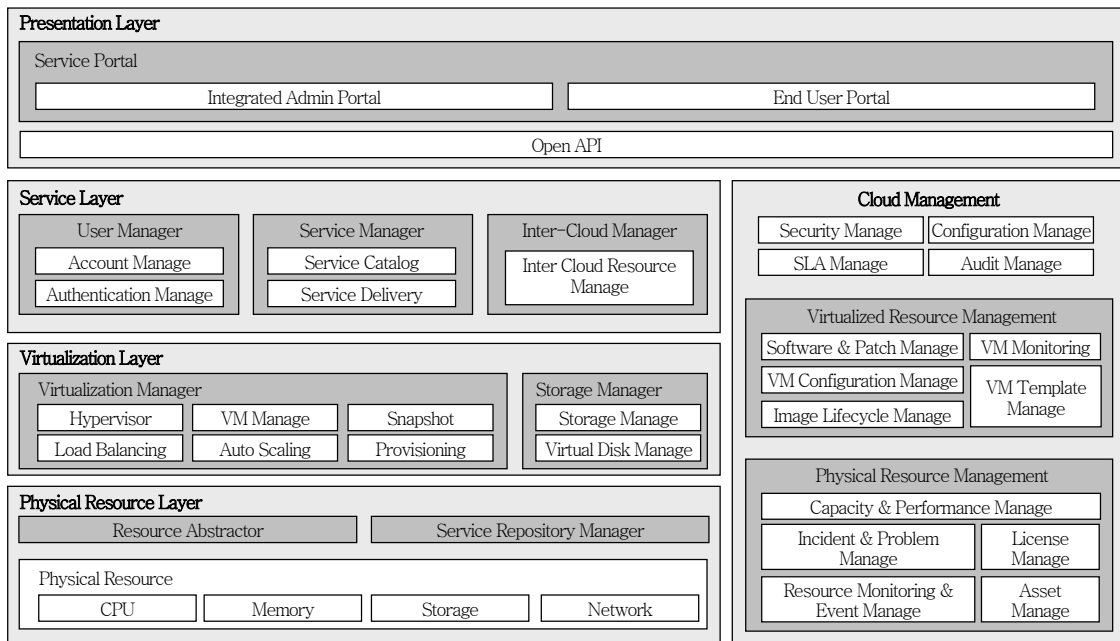 Presentation Layer
Service Portal
Integrated Admin Portal
End User Portal
Open API
Service Layer
User Manager
Account Manage
Authentication Manage
Service Manager
Service Catalog
Service Delivery
Inter-Cloud Manager
Inter Cloud Resource
Manage
Virtualization Layer
Virtualization Manager
Hypervisor
VM Manage
Snapshot
Load Balancing
Auto Scaling
Provisioning
Storage Manager
Storage Manage
Virtual Disk Manage
Physical Resource Layer
Resource Abstractor
Service Repository Manager
Physical Resource
CPU
Memory
Storage
Network
Cloud Management
Security Manage
Configuration Manage
SLA Manage
Audit Manage
Virtualized Resource Management
Software & Patch Manage
VM Monitoring
VM Configuration Manage
VM Template
Manage
Image Lifecycle Manage
Physical Resource Management
Capacity & Performance Manage
Incident & Problem
Manage
License
Manage
Resource Monitoring &
Event Manage
Asset
Manage